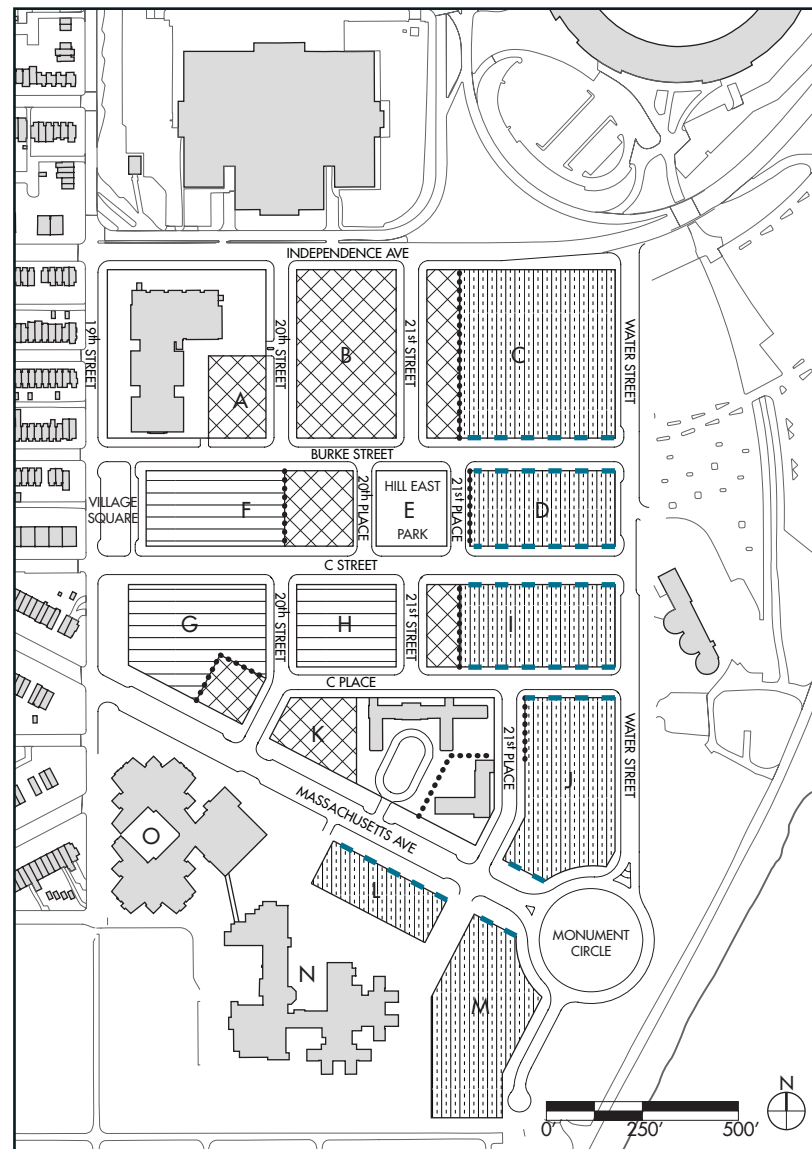 INDEPENDENCE AVE
19th STREET
20th STREET
21st STREET
WATER STREET
A
B
C
BURKE STREET
VILLAGE
SQUARE
F
20th PLACE
HILL EAST
E
PARK
21st PLACE
D
C STREET
G
20th STREET
H
21st STREET
I
C PLACE
K
21st PLACE
J
WATER STREET
MASSACHUSETTS AVE
O
L
MONUMENT
CIRCLE
N
M
N
0'
250'
500'